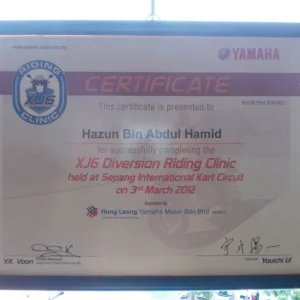 YAMAHA
RIDING
XJ6
CLINIC
CERTIFICATE
This certificate is presented to
Hazun Bin Abdul Hamid
for successfully completing the
XJ6 Diversion Riding Clinic
held at Sepang International Kart Circuit
on 3rd March 2012
Hong Leong Yamaha Motor Sdn Bhd
Y.K. Voon
Youichi Ui